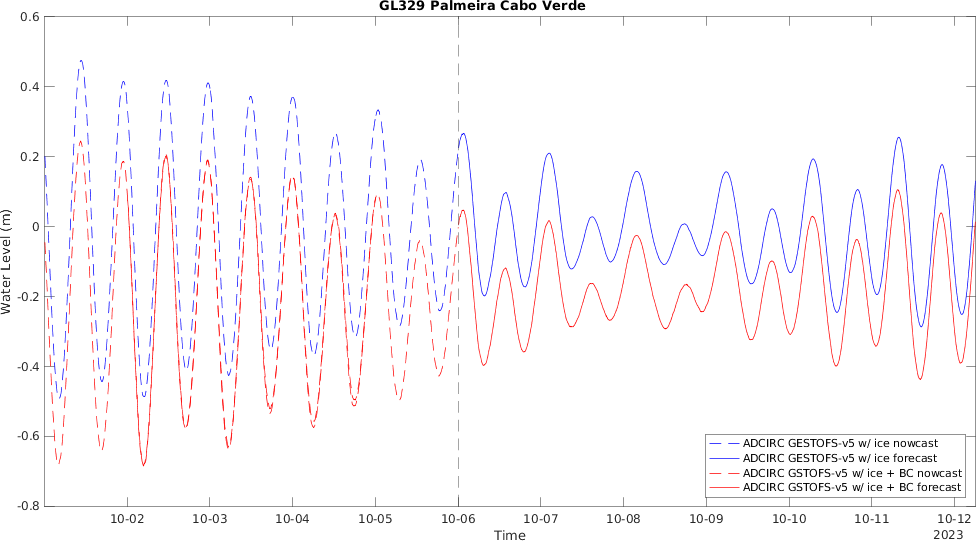 GL329 Palmeira Cabo Verde
0.6
0.4
0.2
0
-0.2
-0.4
-0.6
-0.8
Water Level (m)
10-02 10-03 10-04 10-05 10-06 10-07 10-08 10-09 10-10 10-11 10-12
Time
2023
ADCIRC GESTOFS-v5 w/ ice nowcast
ADCIRC GESTOFS-v5 w/ ice forecast
ADCIRC GSTOFS-v5 w/ ice + BC nowcast
ADCIRC GSTOFS-v5 w/ ice + BC forecast